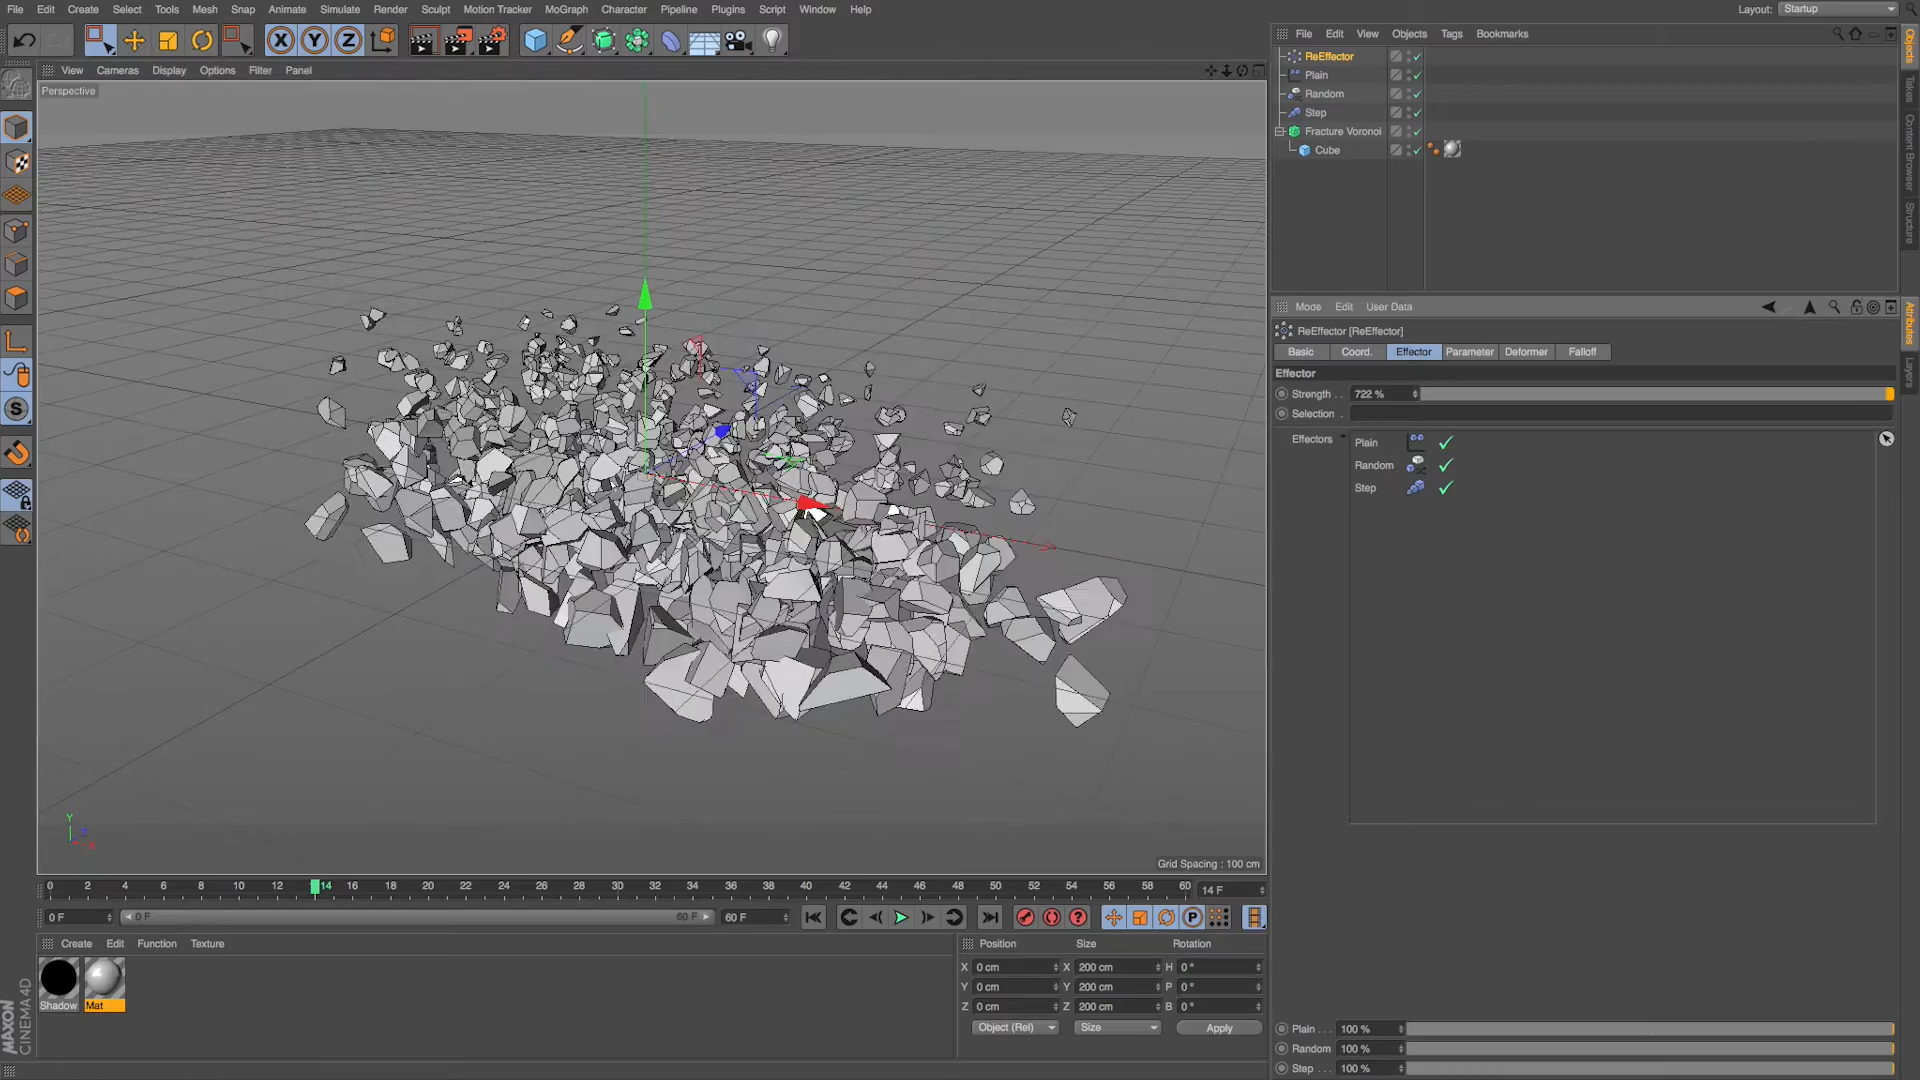 File Edit Create Select Tools Mesh Snap Animate Simulate Render Sculpt Motion Tracker MoGraph Character Pipeline Plugins Script Window Help
Layout: Startup
X Y Z
File Edit View Objects Tags Bookmarks
View Cameras Display Options Filter Panel
Perspective
ReEffector
Plain
Random
Step
Fracture Voronoi
Cube
Objects
Takes
Content Browser
Structure
Mode Edit User Data
ReEffector [ReEffector]
Basic Coord. Effector Parameter Deformer Falloff
Effector
Strength . . 722 %
Selection .
Effectors
Plain
Random
Step
Attributes
Layers
S
Y
Z
X
Grid Spacing : 100 cm
0 2 4 6 8 10 12 14 16 18 20 22 24 26 28 30 32 34 36 38 40 42 44 46 48 50 52 54 56 58 60 14 F
0 F 0 F 60 F 60 F
P
Create Edit Function Texture
Shadow Mat
Position Size Rotation
X 0 cm X 200 cm H 0 °
Y 0 cm Y 200 cm P 0 °
Z 0 cm Z 200 cm B 0 °
Object (Rel) Size Apply
Plain . . . 100 %
Random 100 %
Step . . . 100 %
MAXON
CINEMA 4D